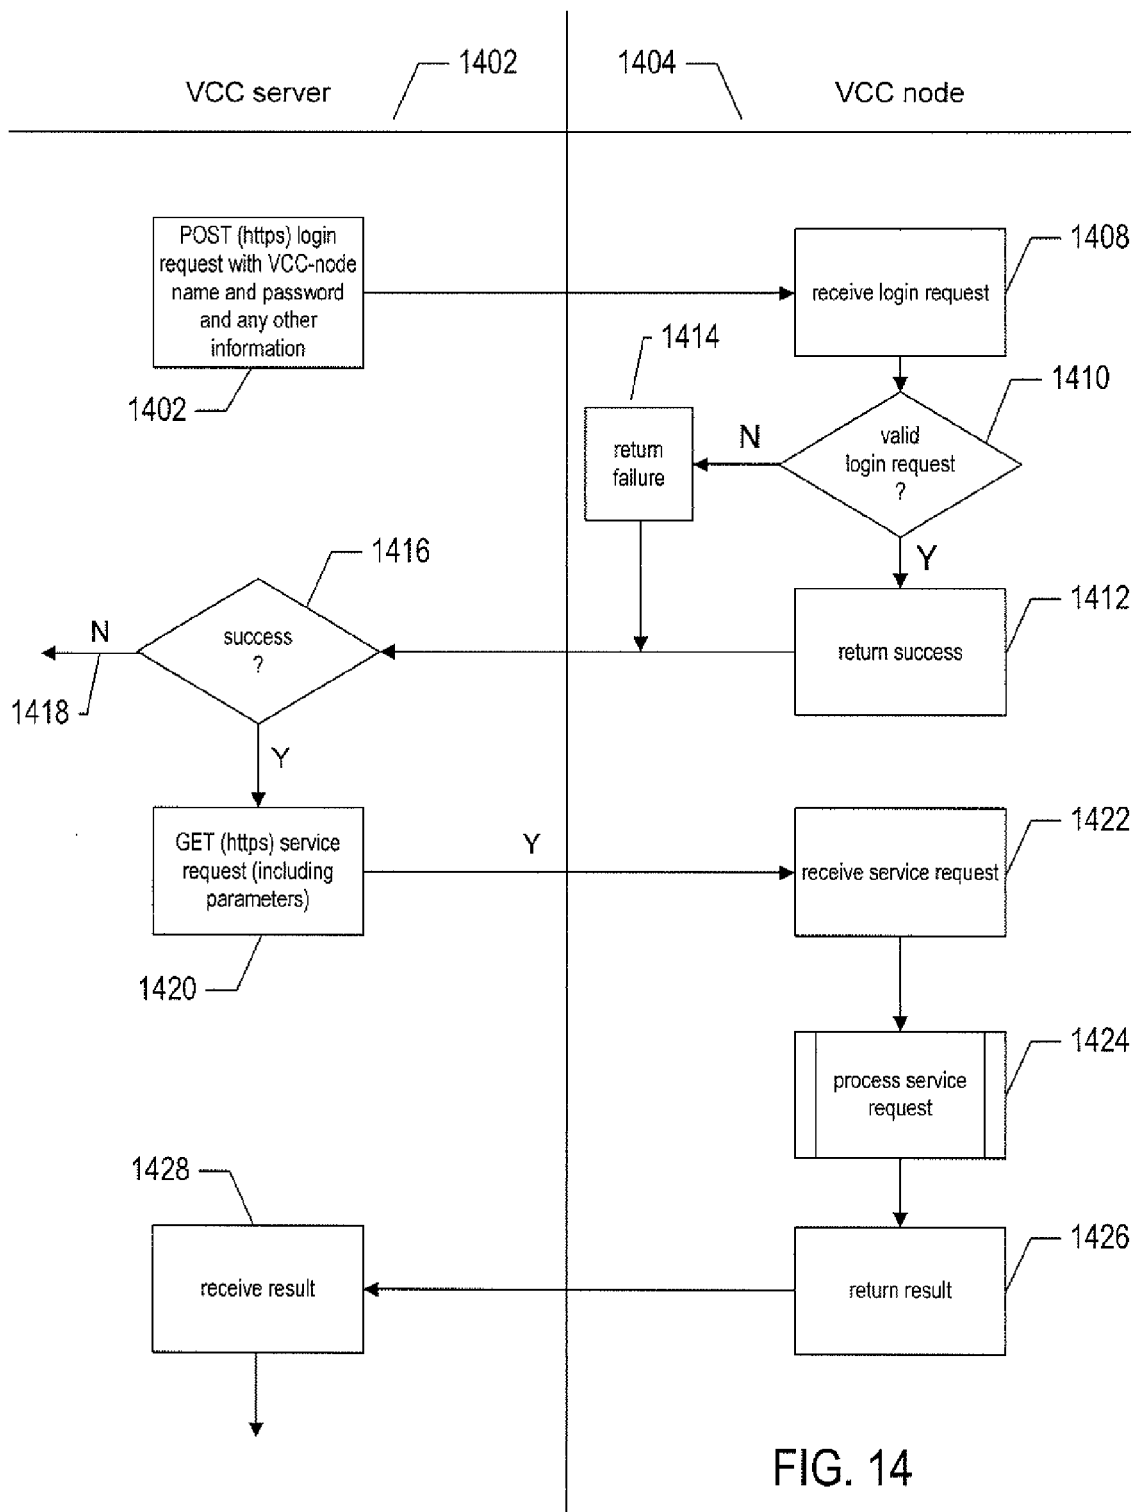 1402
1404
VCC server
VCC node
POST (https) login
request with VCC-node
name and password
and any other
information
1402
receive login request
1408
1414
1410
return
failure
N
valid
login request
?
Y
1416
1412
success
?
N
1418
return success
Y
GET (https) service
request (including
parameters)
1420
Y
1422
receive service request
1424
process service
request
1428
1426
receive result
return result
FIG. 14